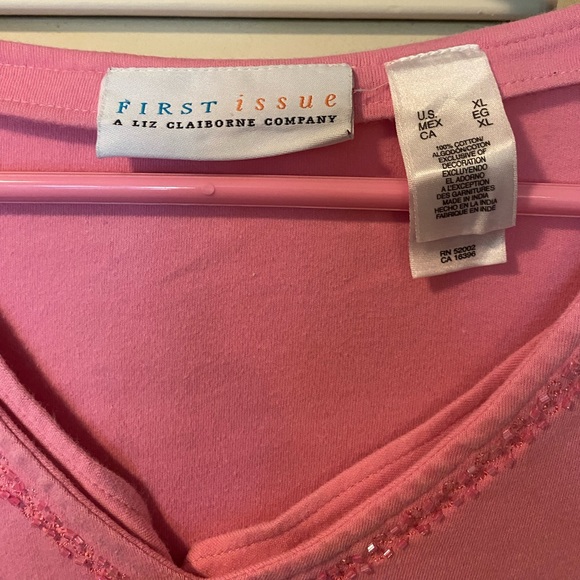 FIRST issue
A LIZ CLAIBORNE COMPANY
U.S. XL
MEX EG
CA XL
100% COTTON/
ALGODÓN/COTON
EXCLUSIVE OF
DECORATION
EXCLUYENDO
EL ADORNO
A L'EXCEPTION
DES GARNITURES
MADE IN INDIA
HECHO EN LA INDIA
FABRIQUE EN INDE
RN 52002
CA 16396